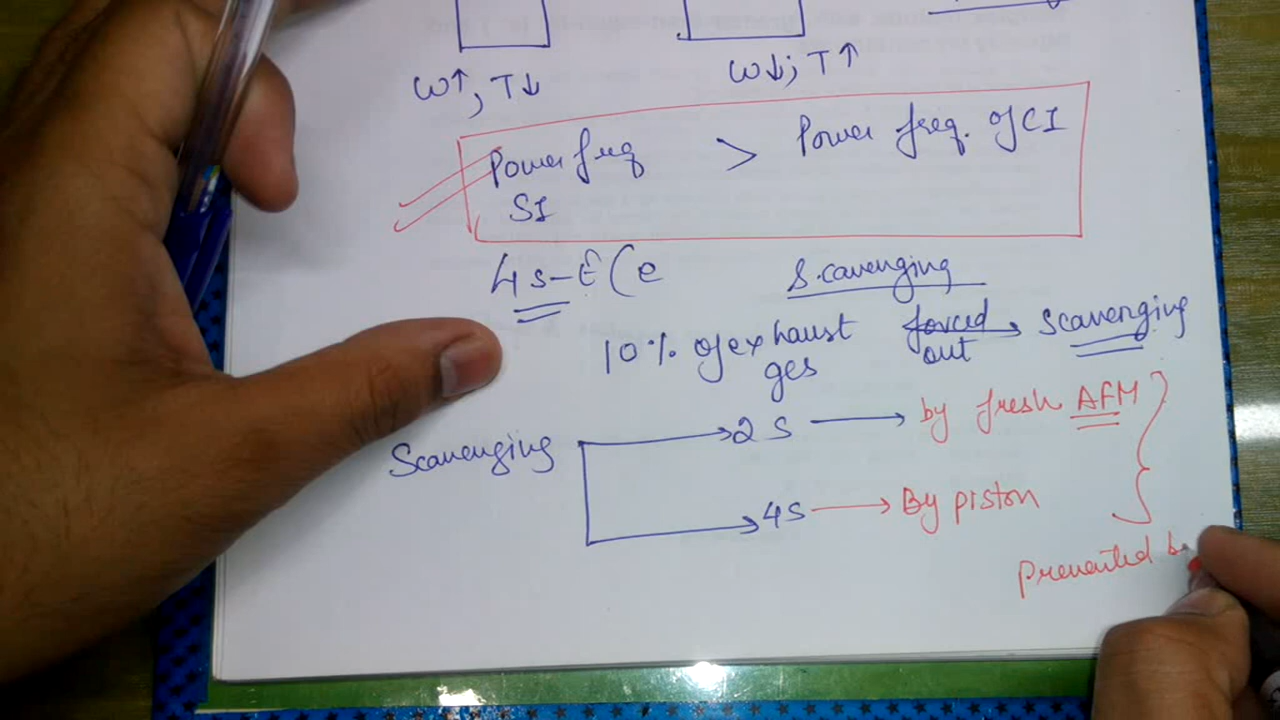 W↑, T↓
W↓; T↑
Power freq SI > Power freq. of CI
4s-E(e
Scavenging
10% of exhaust ges forced out → Scavenging
Scavenging
2 S → by fresh AFM
4S → By piston
Prevented b